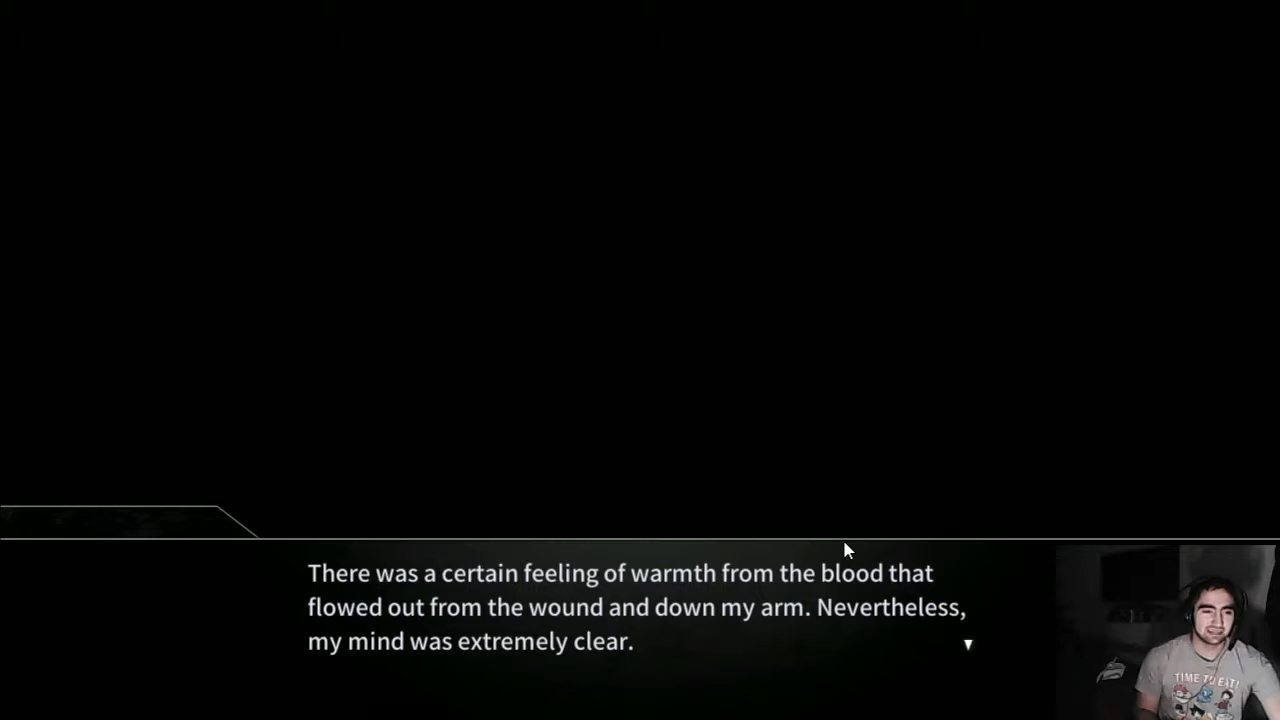 There was a certain feeling of warmth from the blood that
flowed out from the wound and down my arm. Nevertheless,
my mind was extremely clear.
TIME TO EAT!